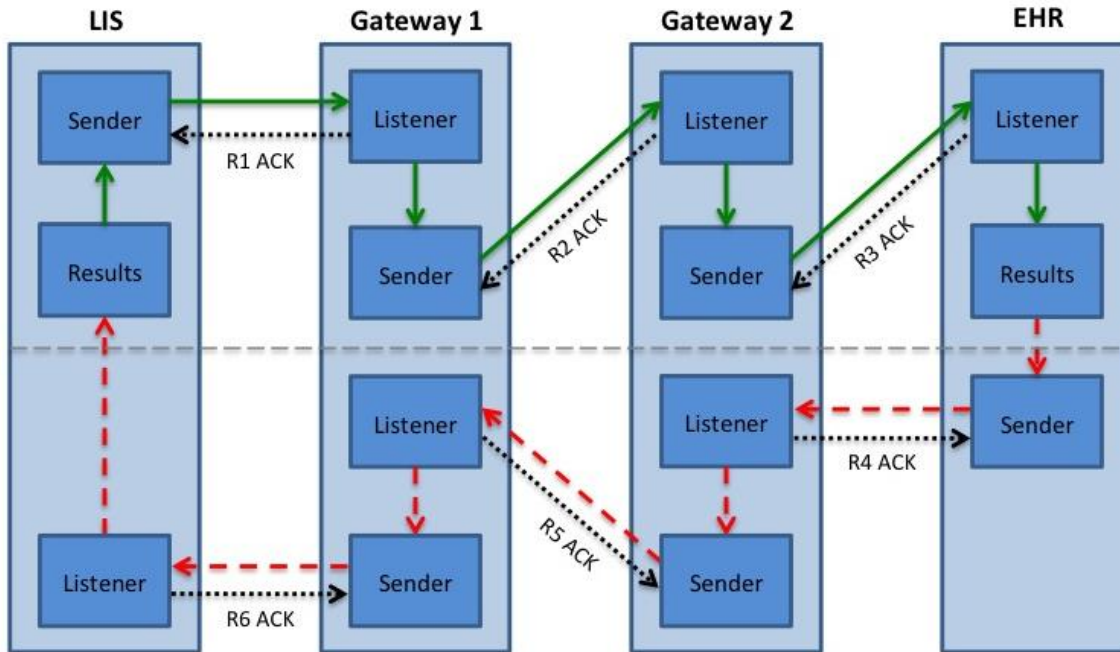 LIS
Gateway 1
Gateway 2
EHR
Sender
Listener
Listener
Listener
R1 ACK
R2 ACK
R3 ACK
Results
Sender
Sender
Results
Listener
Listener
Sender
R4 ACK
R5 ACK
Listener
Sender
Sender
R6 ACK